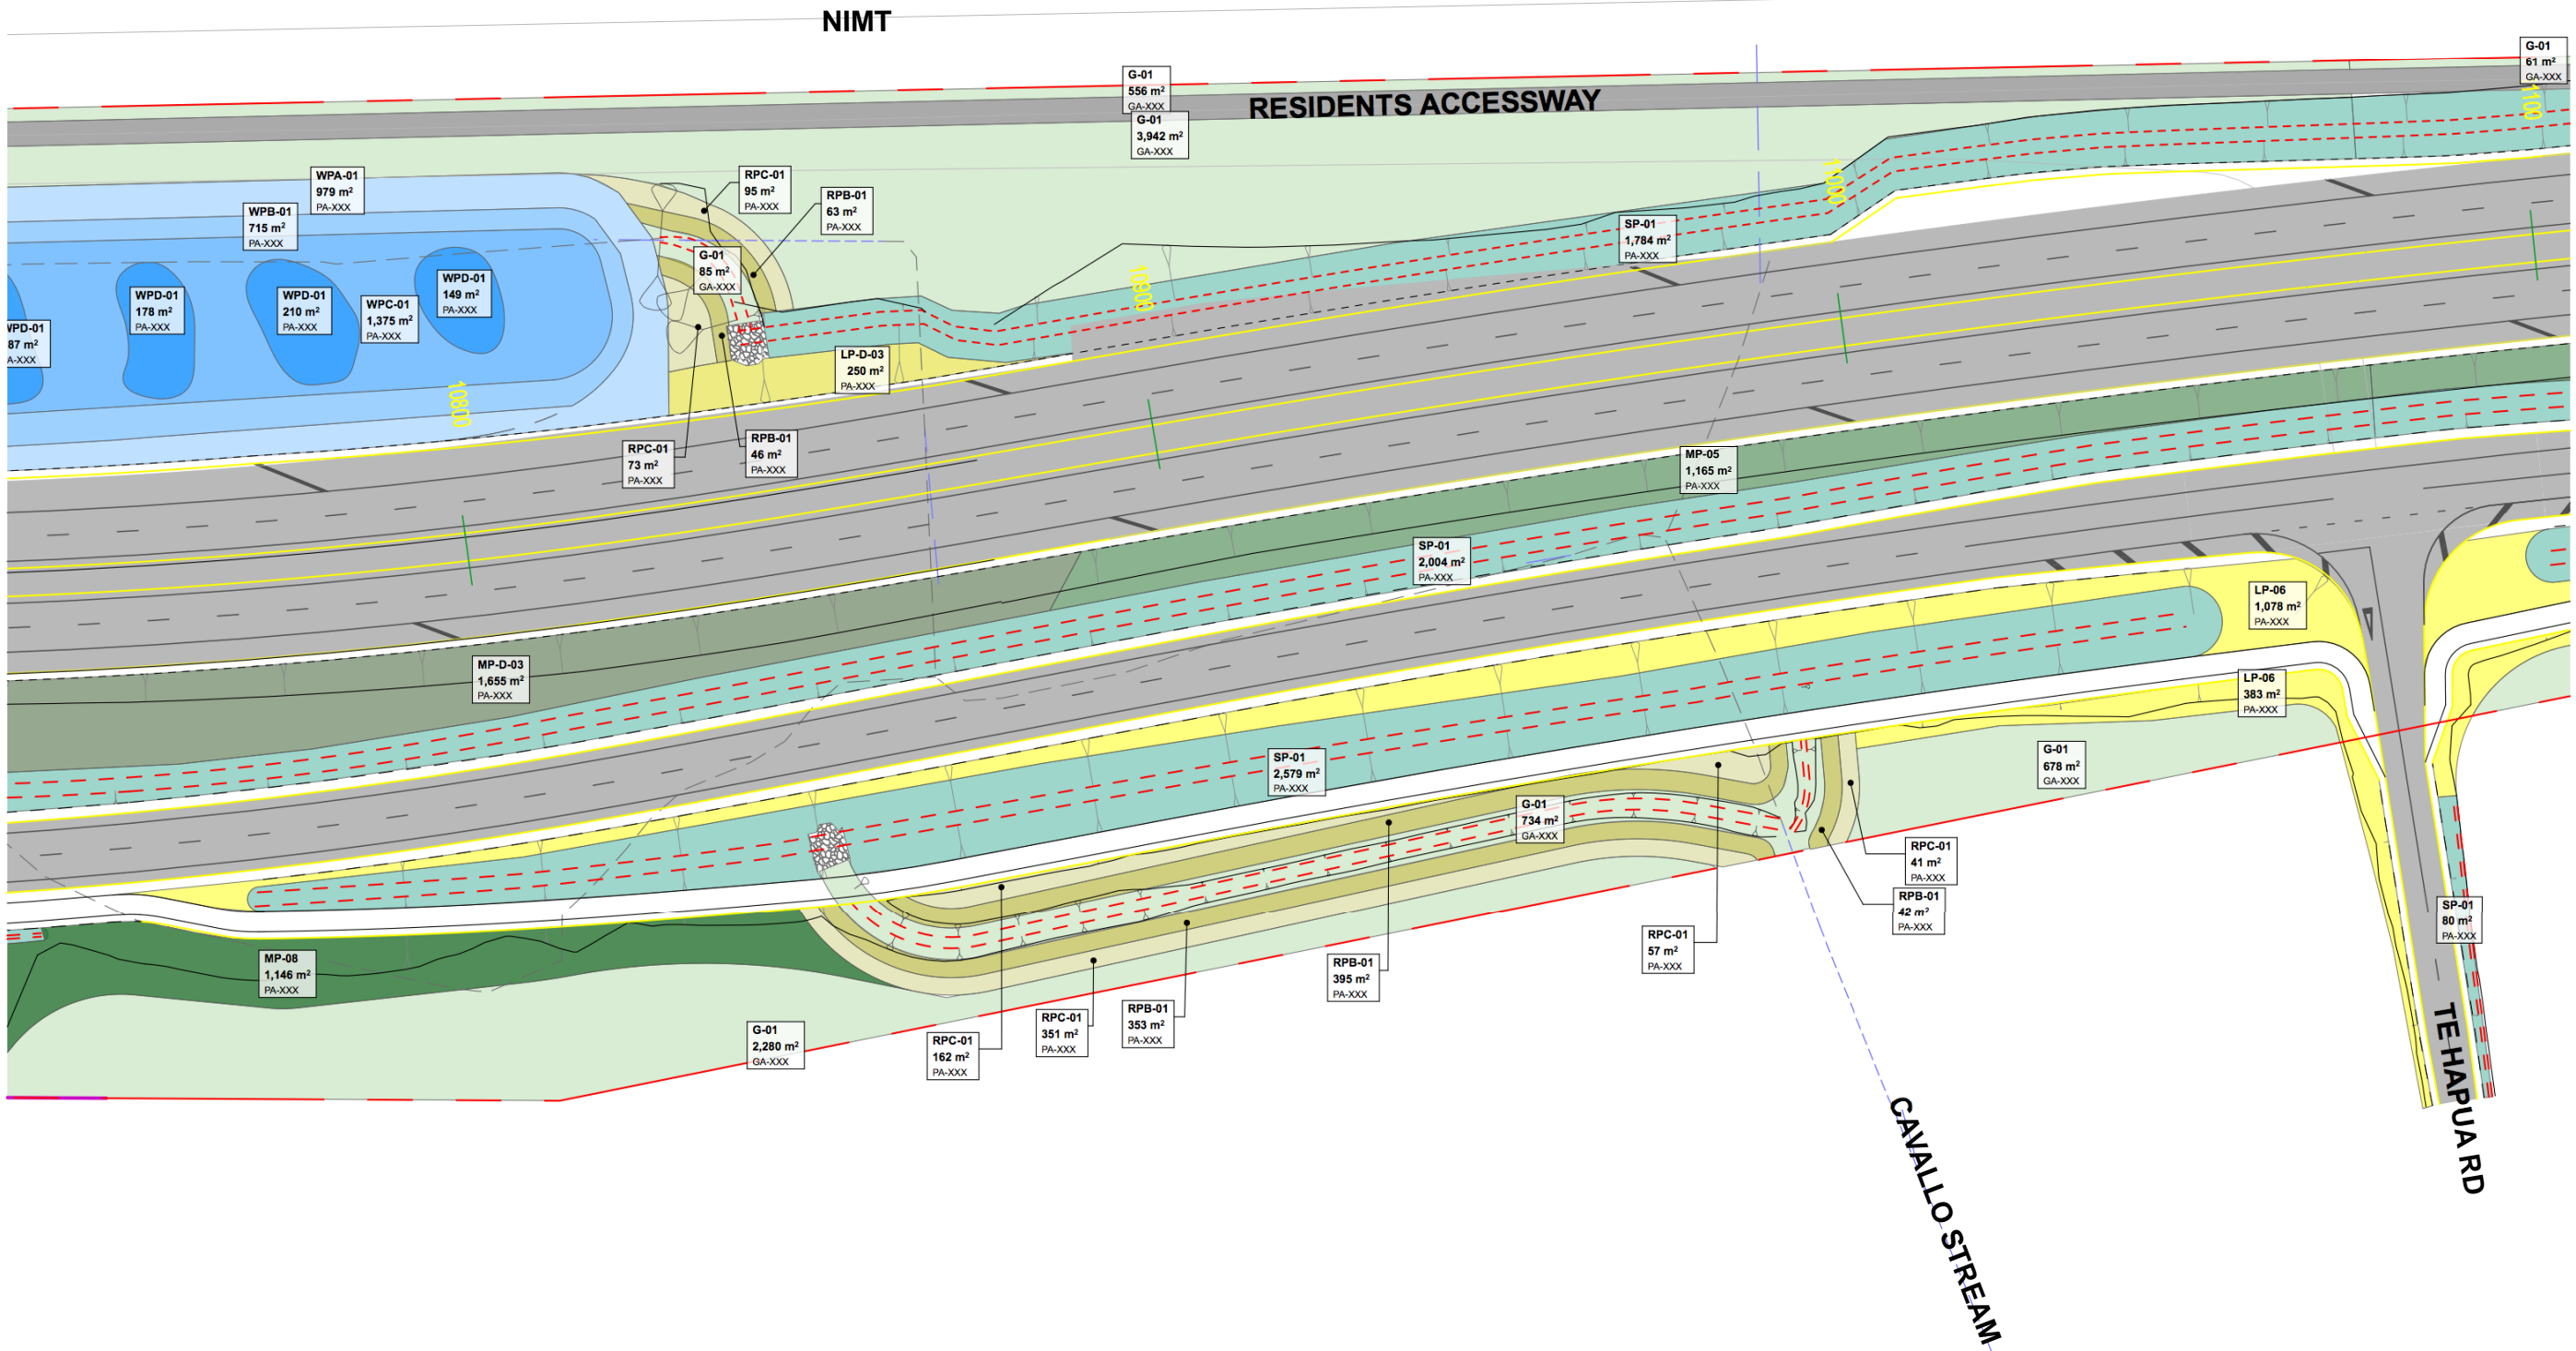 NIMT
G-01
61 m²
GA-XXX
G-01
556 m²
GA-XXX
RESIDENTS ACCESSWAY
1100
G-01
3,942 m²
GA-XXX
WPA-01
979 m²
PA-XXX
RPC-01
95 m²
PA-XXX
1000
RPB-01
63 m²
PA-XXX
WPB-01
715 m²
PA-XXX
SP-01
1,784 m²
PA-XXX
G-01
85 m²
GA-XXX
10900
WPD-01
149 m²
PA-XXX
WPD-01
178 m²
PA-XXX
WPD-01
210 m²
PA-XXX
WPC-01
1,375 m²
PA-XXX
WPD-01
87 m²
A-XXX
LP-D-03
250 m²
PA-XXX
10800
RPC-01
73 m²
PA-XXX
RPB-01
46 m²
PA-XXX
MP-05
1,165 m²
PA-XXX
SP-01
2,004 m²
PA-XXX
LP-06
1,078 m²
PA-XXX
MP-D-03
1,655 m²
PA-XXX
LP-06
383 m²
PA-XXX
SP-01
2,579 m²
PA-XXX
G-01
678 m²
GA-XXX
G-01
734 m²
GA-XXX
RPC-01
41 m²
PA-XXX
RPB-01
42 m²
PA-XXX
SP-01
80 m²
PA-XXX
RPC-01
57 m²
PA-XXX
MP-08
1,146 m²
PA-XXX
RPB-01
395 m²
PA-XXX
RPB-01
353 m²
PA-XXX
RPC-01
351 m²
PA-XXX
G-01
2,280 m²
GA-XXX
RPC-01
162 m²
PA-XXX
TE HAPUA RD
CAVALLO STREAM